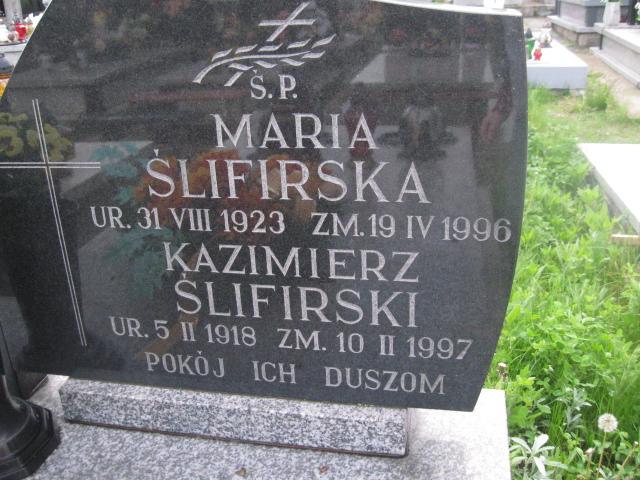 Ś.P.
MARIA
ŚLIFIRSKA
UR. 31 VIII 1923 ZM. 19 IV 1996
KAZIMIERZ
ŚLIFIRSKI
UR. 5 II 1918 ZM. 10 II 1997
POKÓJ ICH DUSZOM